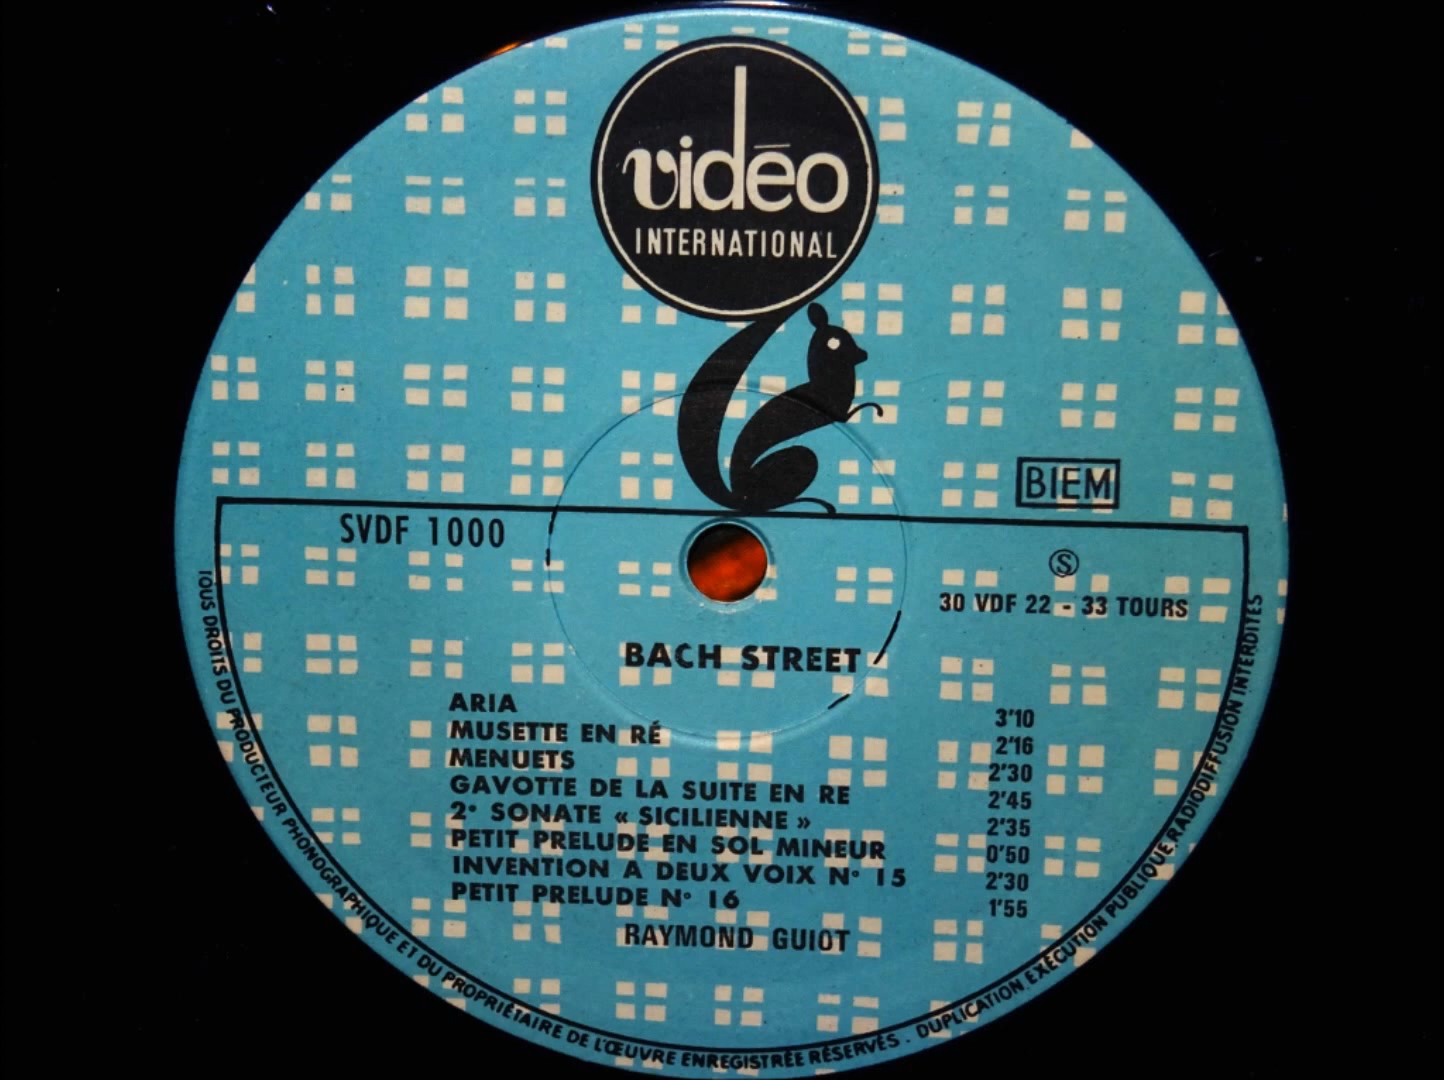 vidéo
INTERNATIONAL
BIEM
SVDF 1000
S
30 VDF 22 - 33 TOURS
BACH STREET
ARIA 3'10
MUSETTE EN RÉ 2'16
MENUETS 2'30
GAVOTTE DE LA SUITE EN RE 2'45
2e SONATE « SICILIENNE » 2'35
PETIT PRELUDE EN SOL MINEUR 0'50
INVENTION A DEUX VOIX N° 15 2'30
PETIT PRELUDE N° 16 1'55
RAYMOND GUIOT
TOUS DROITS DU PRODUCTEUR PHONOGRAPHIQUE ET DU PROPRIÉTAIRE DE L'ŒUVRE ENREGISTRÉE RÉSERVÉS. DUPLICATION, EXÉCUTION PUBLIQUE, RADIODIFFUSION INTERDITES